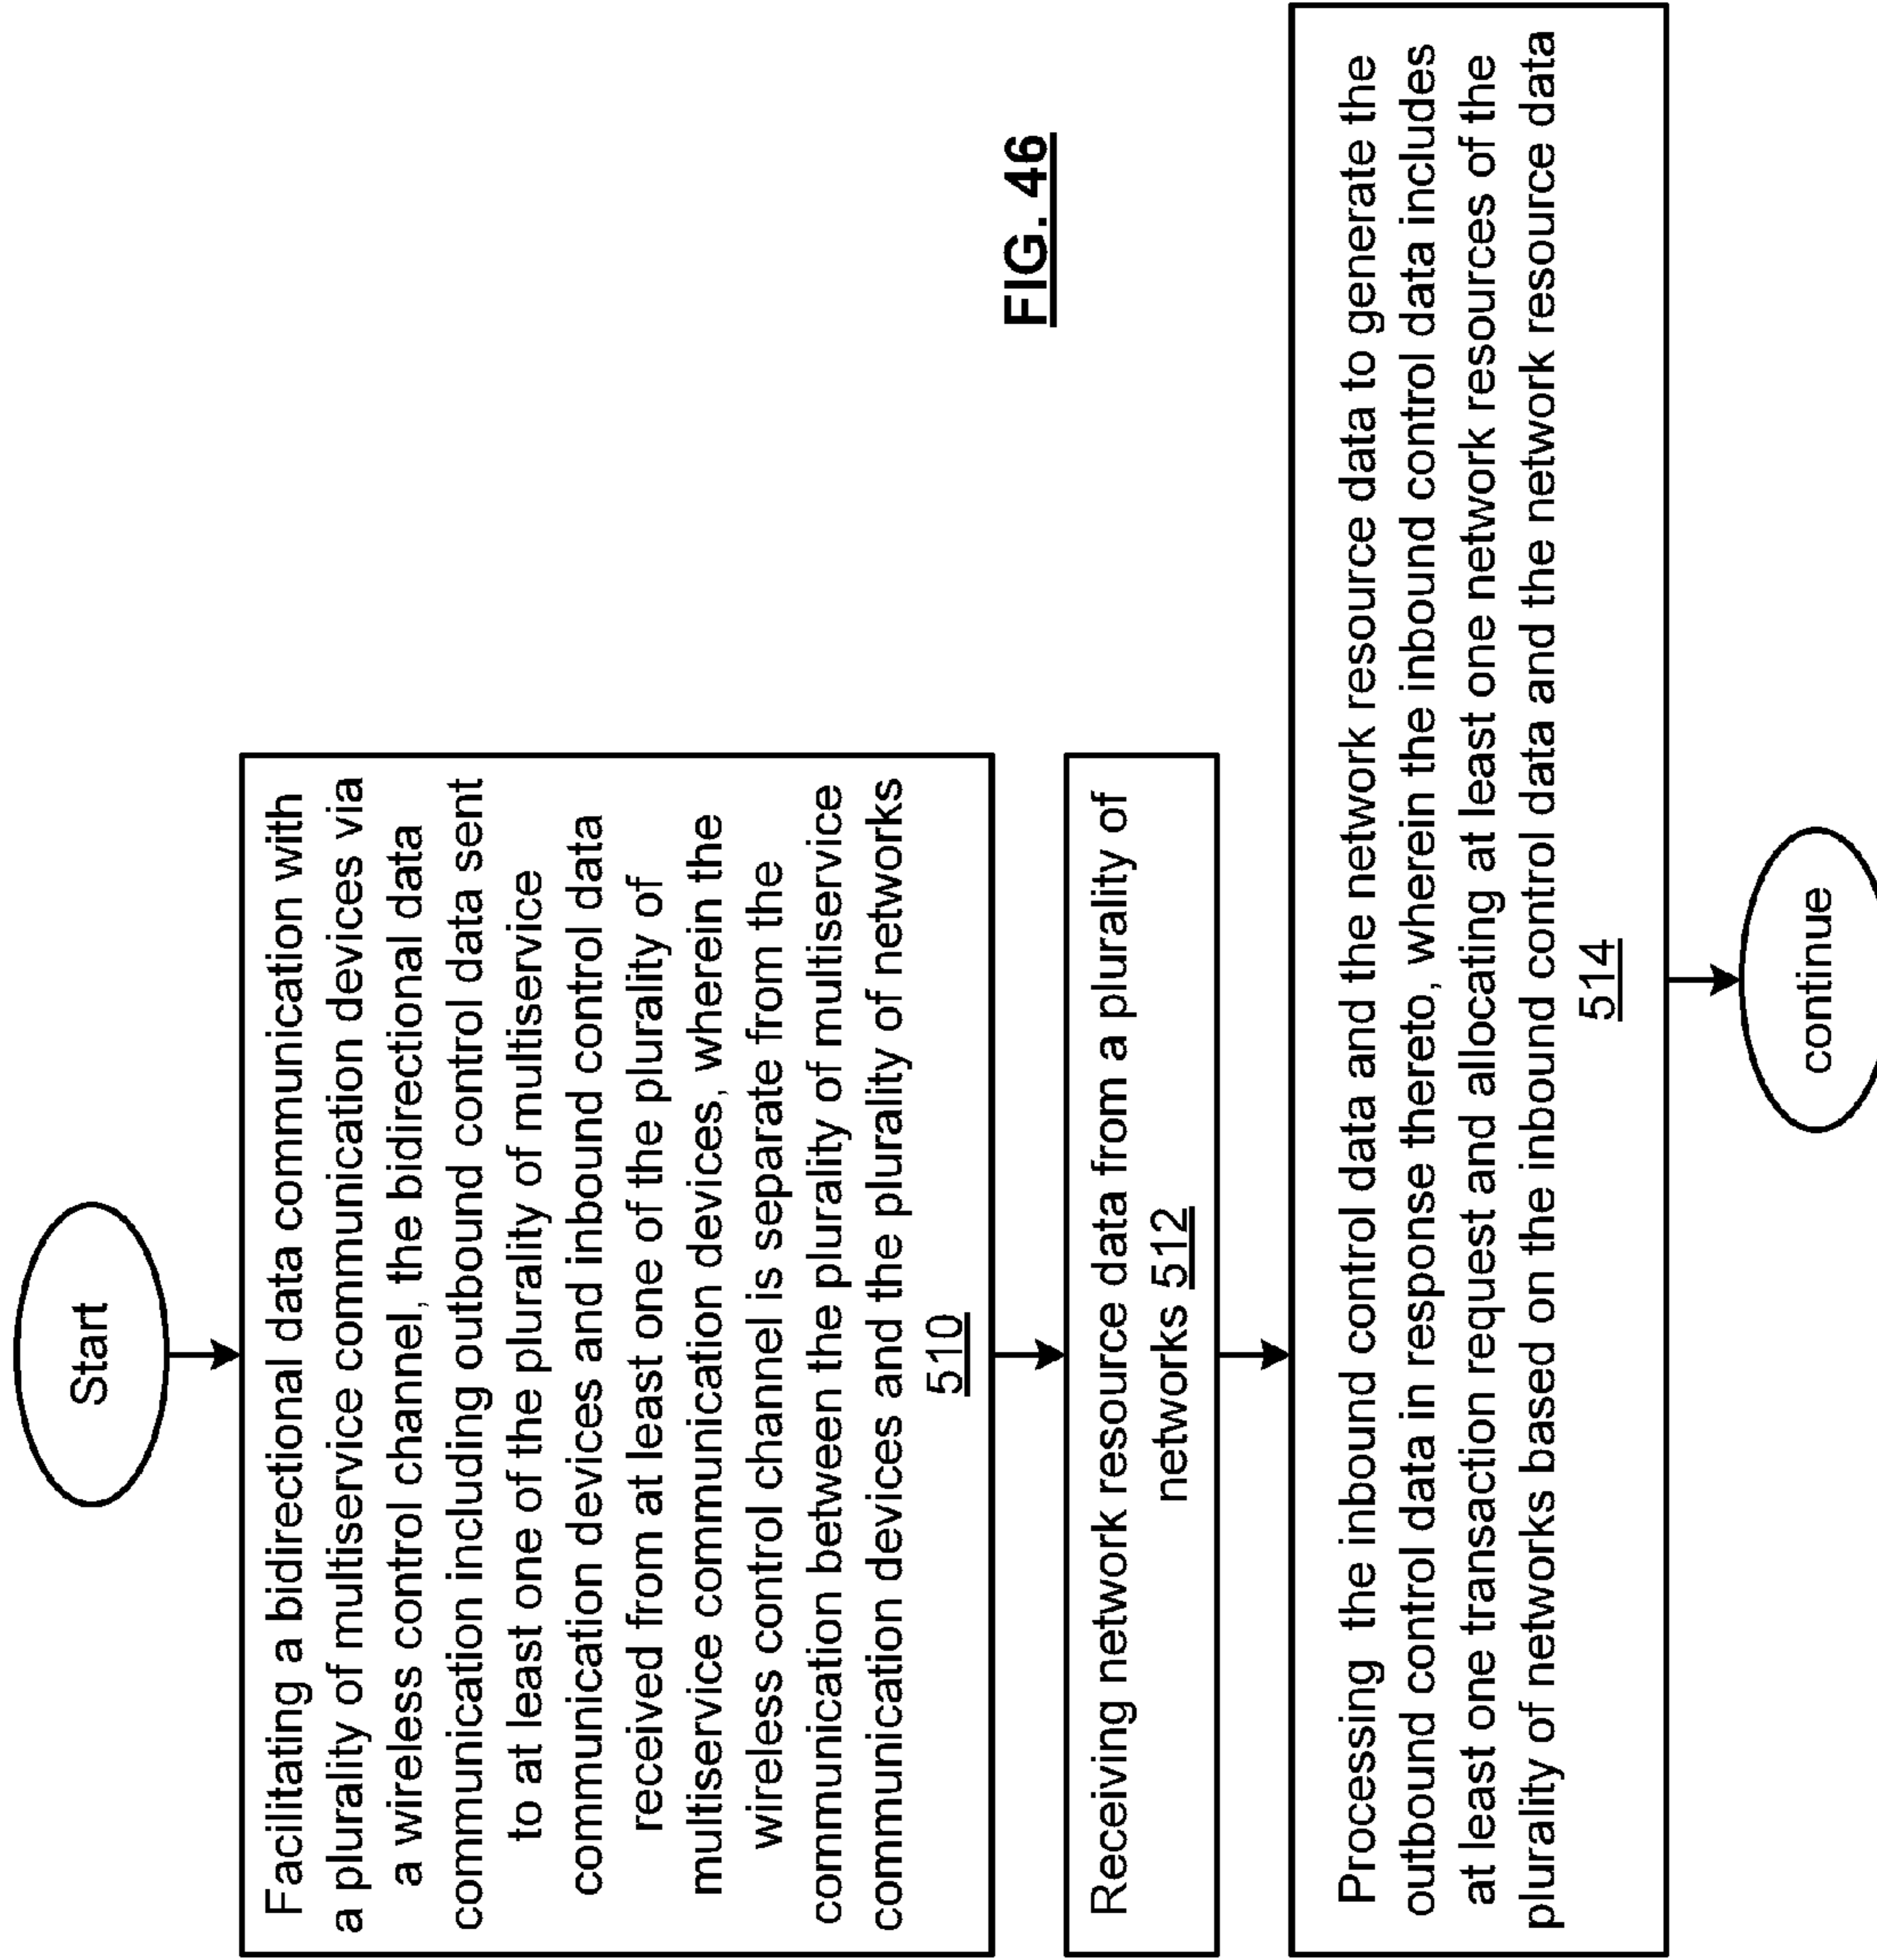 Start
Facilitating a bidirectional data communication with
a plurality of multiservice communication devices via
a wireless control channel, the bidirectional data
communication including outbound control data sent
to at least one of the plurality of multiservice
communication devices and inbound control data
received from at least one of the plurality of
multiservice communication devices, wherein the
wireless control channel is separate from the
communication between the plurality of multiservice
communication devices and the plurality of networks
510
Receiving network resource data from a plurality of
networks 512
Processing the inbound control data and the network resource data to generate the
outbound control data in response thereto, wherein the inbound control data includes
at least one transaction request and allocating at least one network resources of the
plurality of networks based on the inbound control data and the network resource data
514
continue
FIG. 46